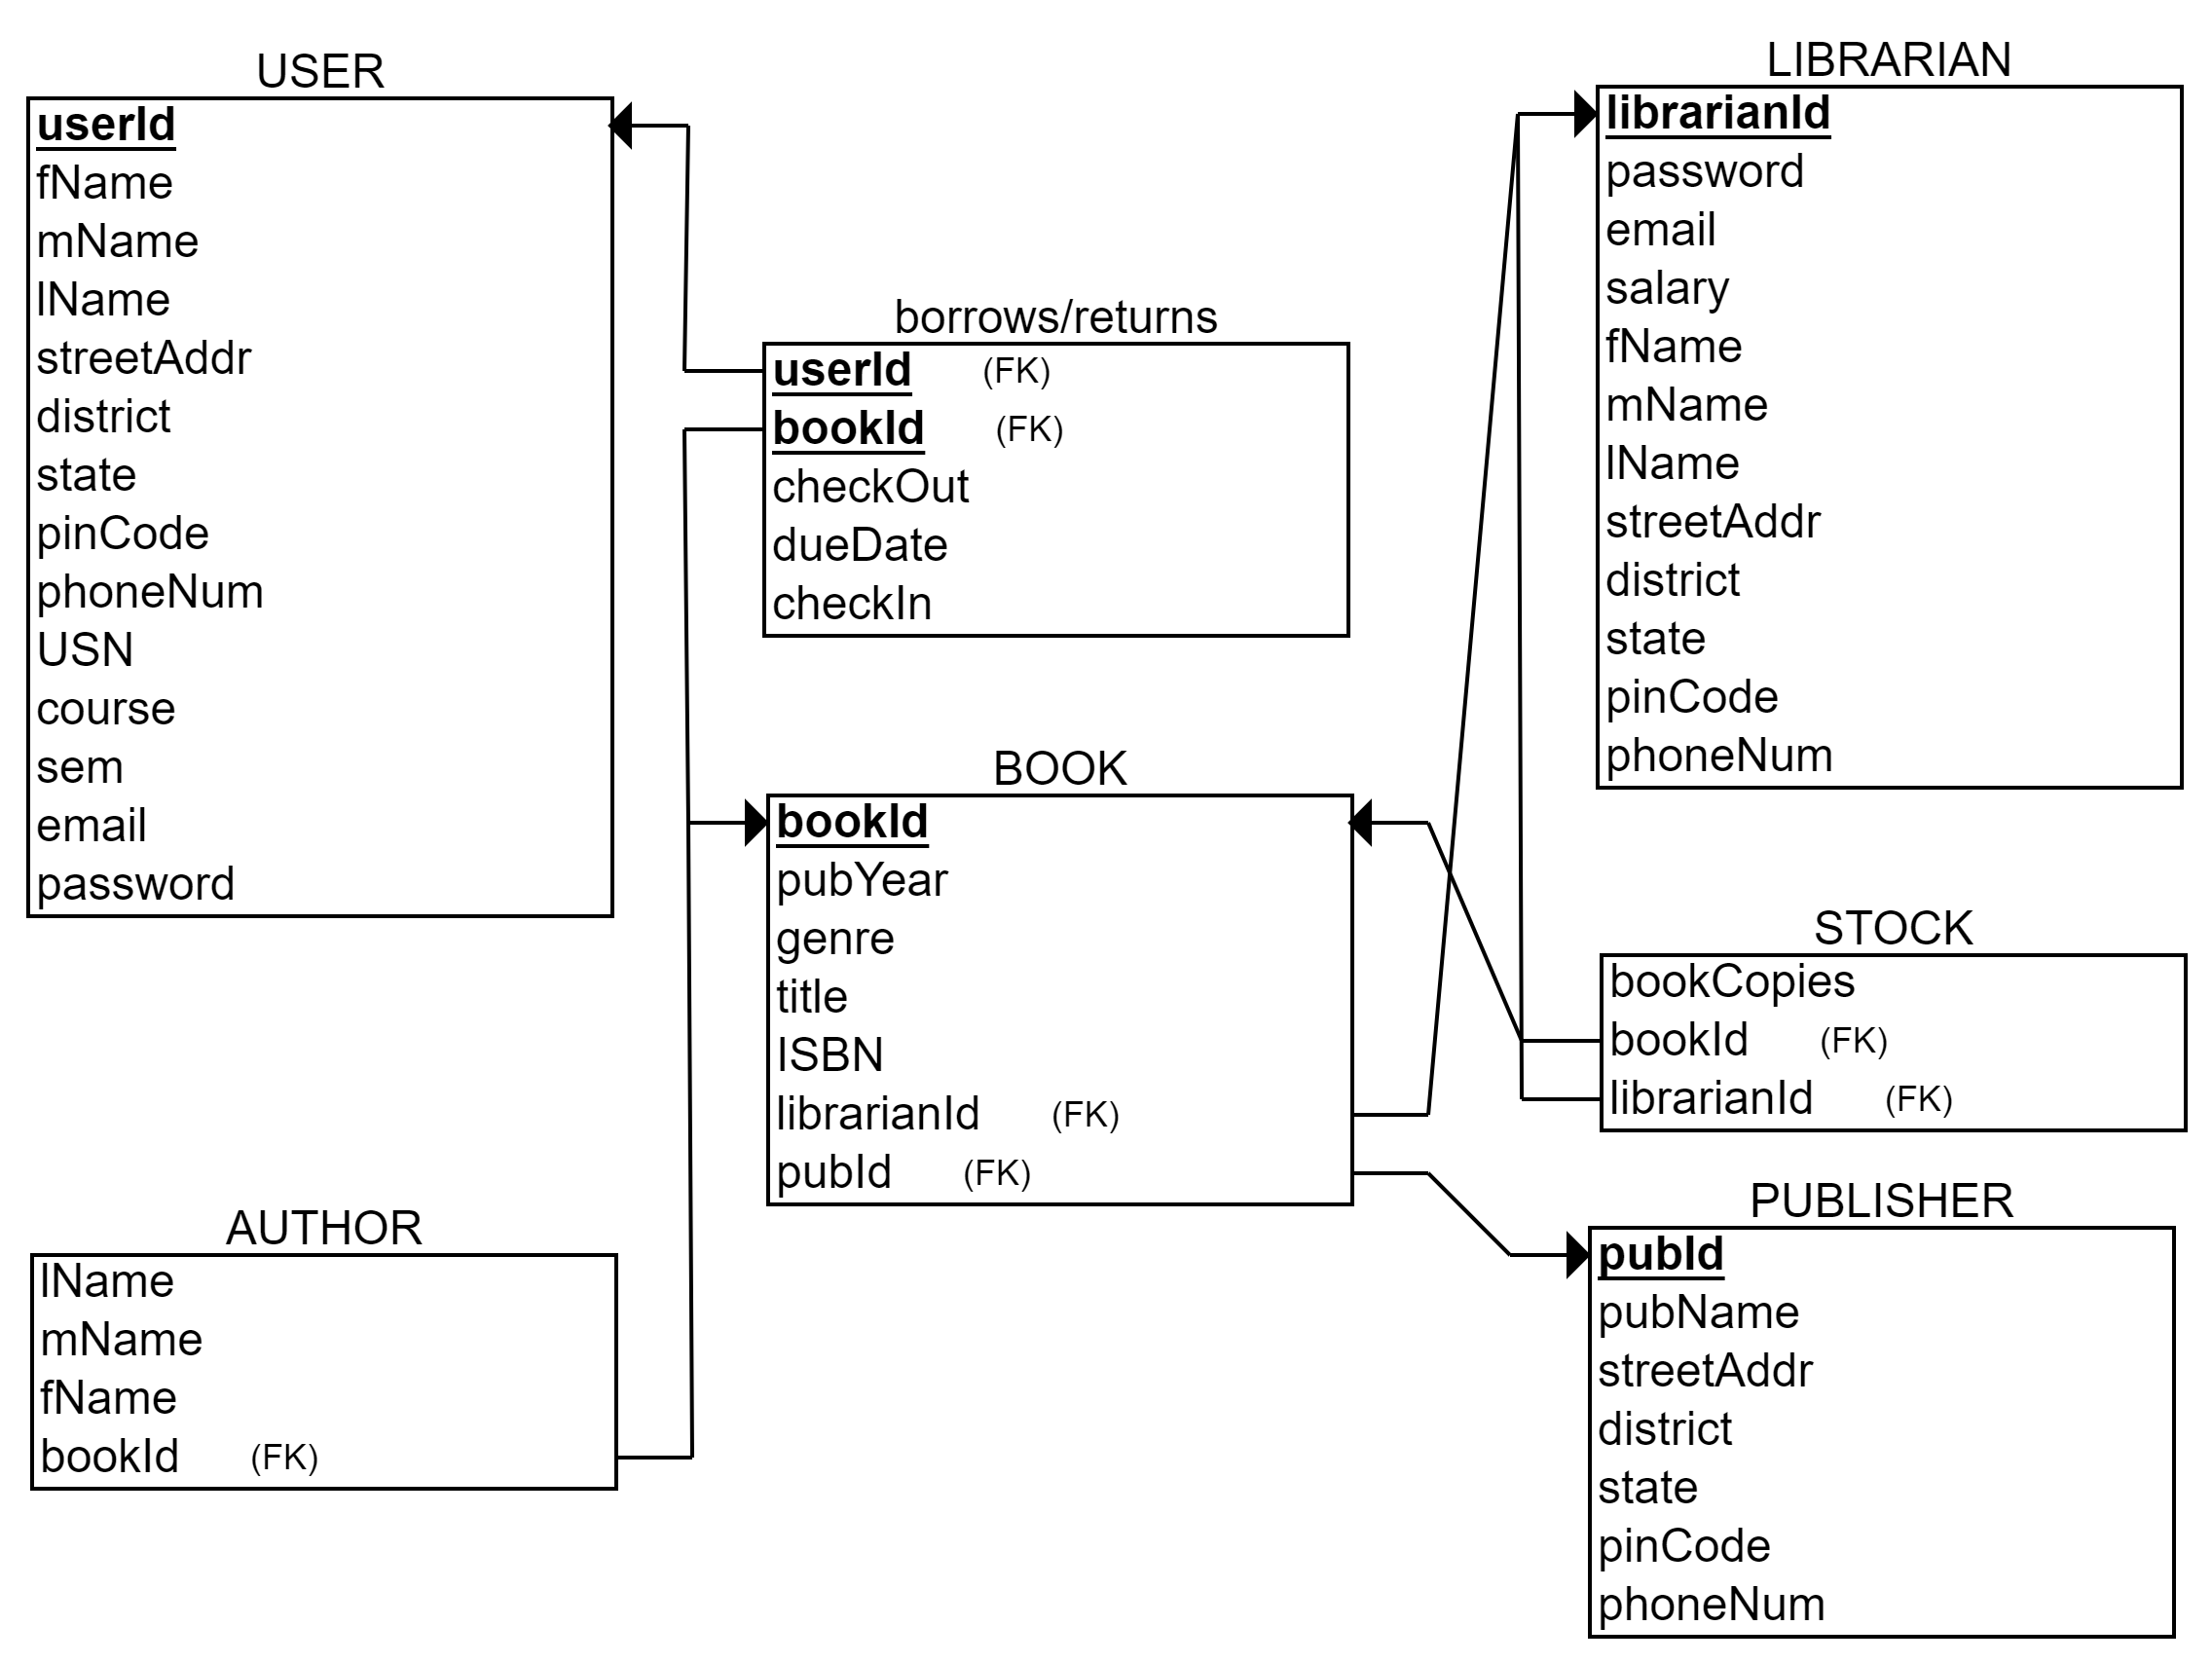 USER
userId
fName
mName
lName
streetAddr
district
state
pinCode
phoneNum
USN
course
sem
email
password
borrows/returns
userId (FK)
bookId (FK)
checkOut
dueDate
checkIn
LIBRARIAN
librarianId
password
email
salary
fName
mName
lName
streetAddr
district
state
pinCode
phoneNum
BOOK
bookId
pubYear
genre
title
ISBN
librarianId (FK)
pubId (FK)
STOCK
bookCopies
bookId (FK)
librarianId (FK)
AUTHOR
lName
mName
fName
bookId (FK)
PUBLISHER
pubId
pubName
streetAddr
district
state
pinCode
phoneNum